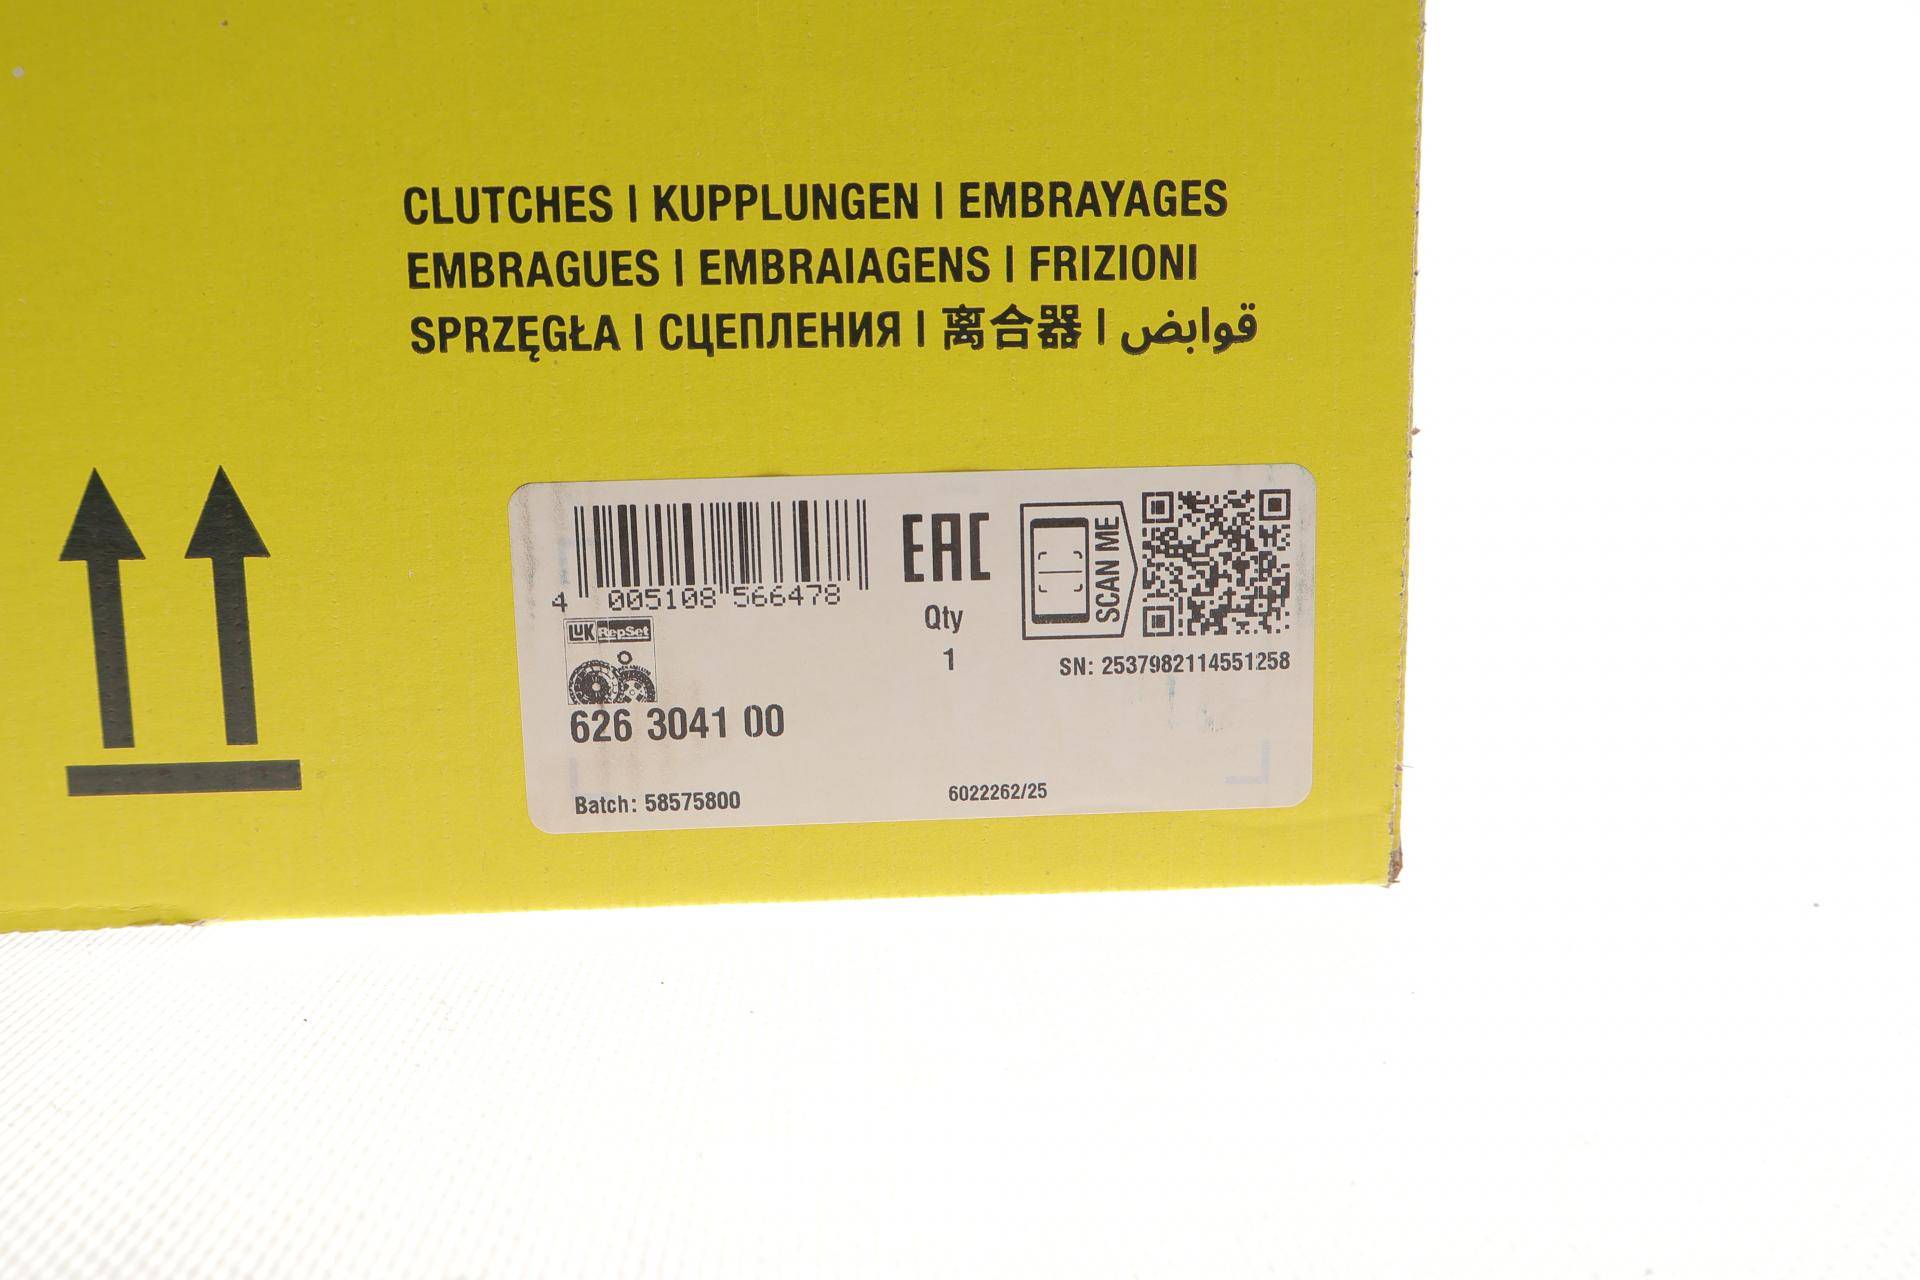 CLUTCHES | KUPPLUNGEN | EMBRAYAGES
EMBRAGUES | EMBRAIAGENS | FRIZIONI
SPRZĘGŁA | СЦЕПЛЕНИЯ | 离合器 | قوابض
4 005108 566478
EAC
SCAN ME
Qty
1
SN: 2537982114551258
LUK RepSet
626 3041 00
Batch: 58575800
6022262/25